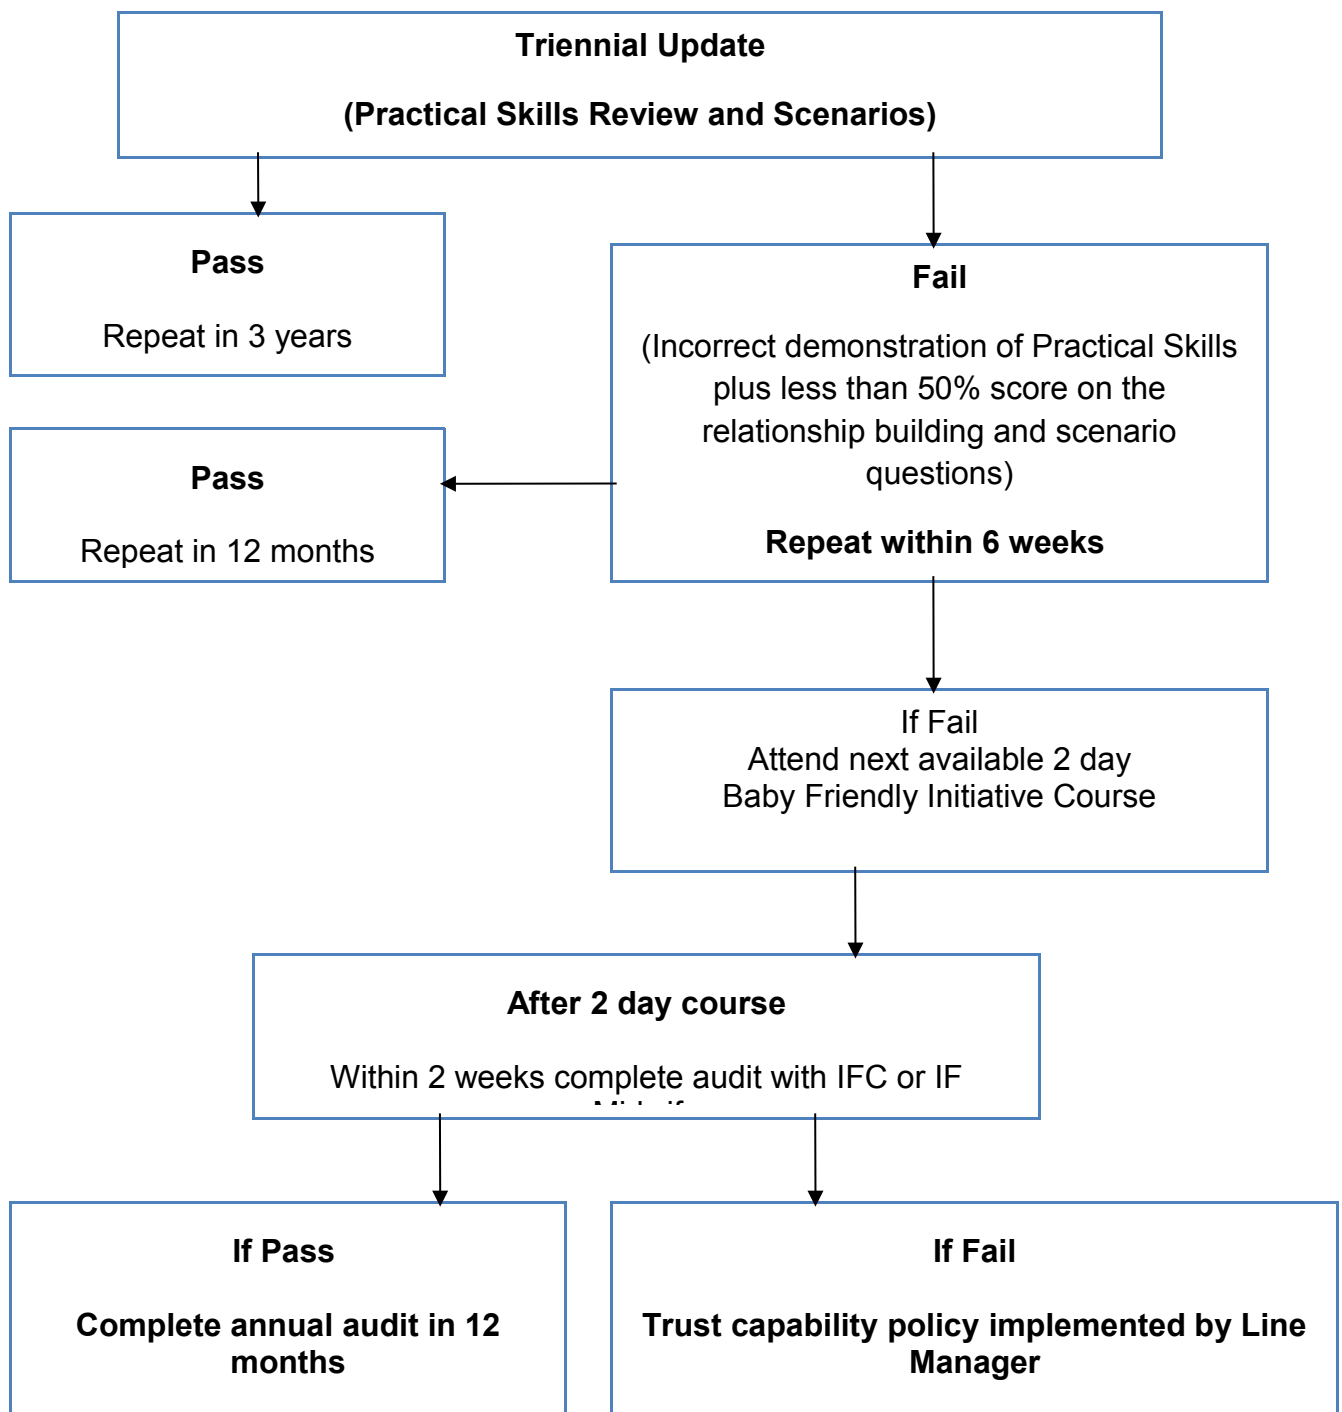 Triennial Update
(Practical Skills Review and Scenarios)
Pass
Repeat in 3 years
Fail
(Incorrect demonstration of Practical Skills
plus less than 50% score on the
relationship building and scenario
questions)
Repeat within 6 weeks
Pass
Repeat in 12 months
If Fail
Attend next available 2 day
Baby Friendly Initiative Course
After 2 day course
Within 2 weeks complete audit with IFC or IF
If Pass
Complete annual audit in 12
months
If Fail
Trust capability policy implemented by Line
Manager